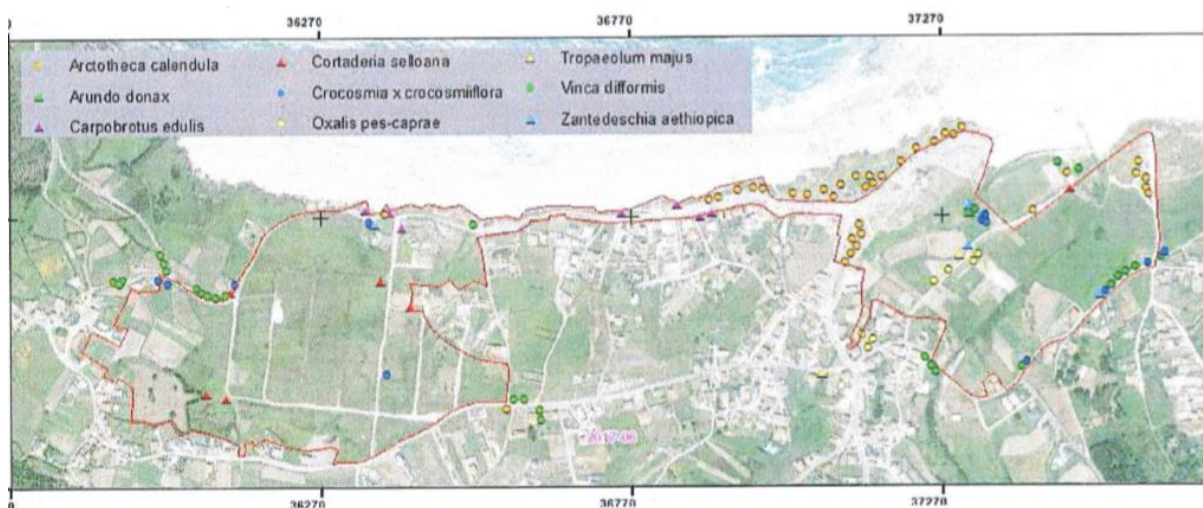 36270 36770 37270
Arctotheca calendula Cortaderia selloana Tropaeolum majus
Arundo donax Crocosmia x crocosmiiflora Vinca difformis
Carpobrotus edulis Oxalis pes-caprae Zantedeschia aethiopica
36270 36770 37270